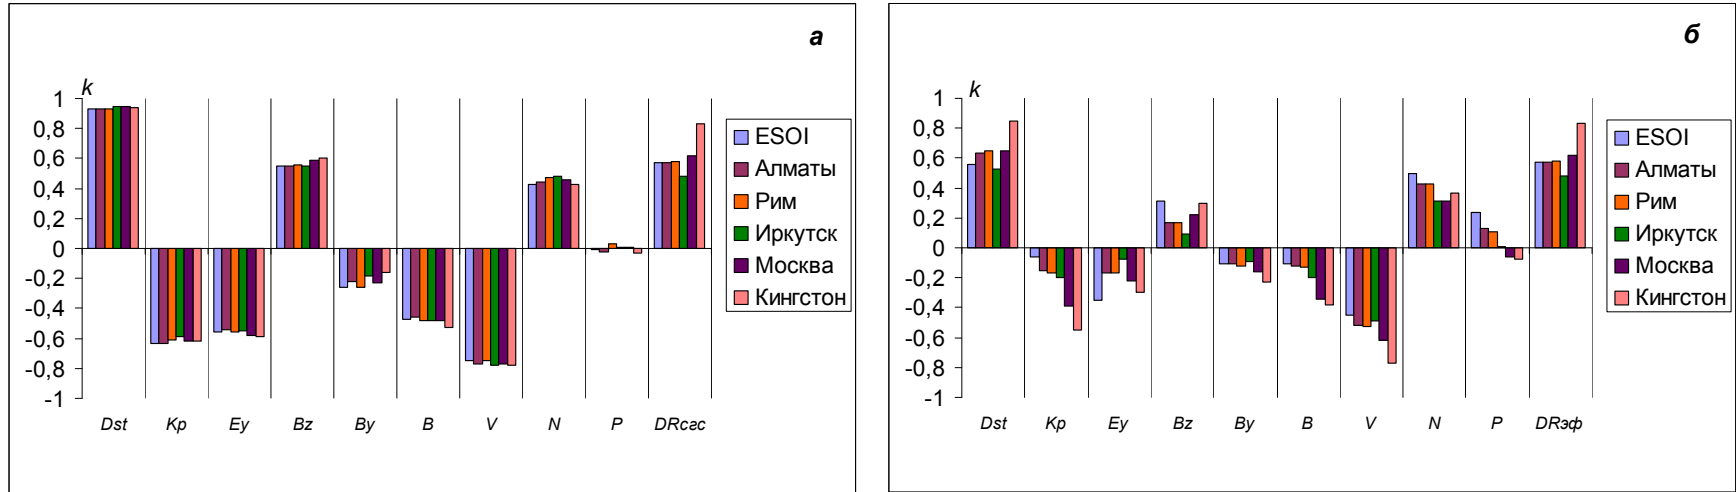 а
k
1
0,8
0,6
0,4
0,2
0
-0,2
-0,4
-0,6
-0,8
-1
Dst Kp Ey Bz By B V N P DRсгс
ESOI
Алматы
Рим
Иркутск
Москва
Кингстон
б
k
1
0,8
0,6
0,4
0,2
0
-0,2
-0,4
-0,6
-0,8
-1
Dst Kp Ey Bz By B V N P DRэф
ESOI
Алматы
Рим
Иркутск
Москва
Кингстон